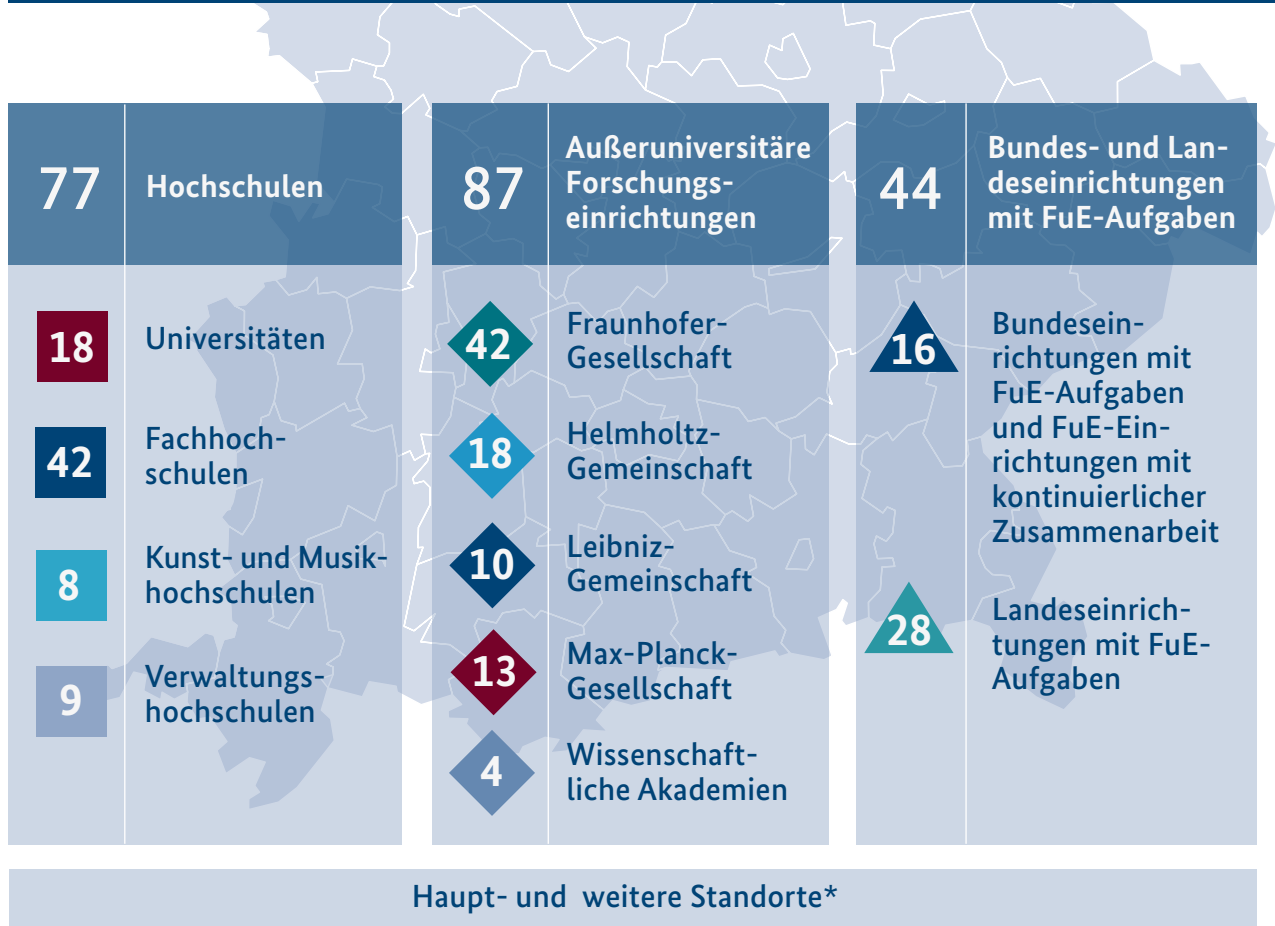 77
Hochschulen
18
Universitäten
42
Fachhoch-
schulen
8
Kunst- und Musik-
hochschulen
9
Verwaltungs-
hochschulen
87
Außeruniversitäre
Forschungs-
einrichtungen
42
Fraunhofer-
Gesellschaft
18
Helmholtz-
Gemeinschaft
10
Leibniz-
Gemeinschaft
13
Max-Planck-
Gesellschaft
4
Wissenschaft-
liche Akademien
44
Bundes- und Lan-
deseinrichtungen
mit FuE-Aufgaben
16
Bundesein-
richtungen mit
FuE-Aufgaben
und FuE-Ein-
richtungen mit
kontinuierlicher
Zusammenarbeit
28
Landeseinrich-
tungen mit FuE-
Aufgaben
Haupt- und weitere Standorte*